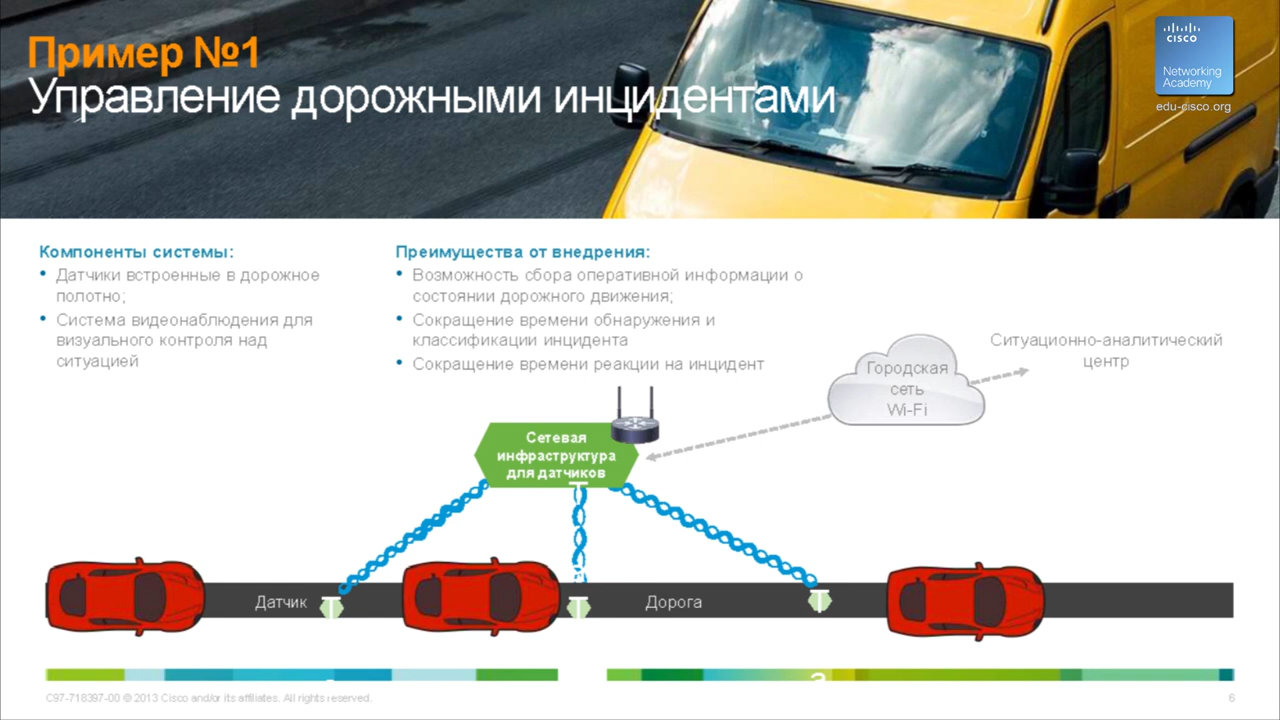 Пример №1
Управление дорожными инцидентами
cisco
Networking
Academy
edu-cisco.org
Компоненты системы:
• Датчики встроенные в дорожное
полотно;
• Система видеонаблюдения для
визуального контроля над
ситуацией
Преимущества от внедрения:
• Возможность сбора оперативной информации о
состоянии дорожного движения;
• Сокращение времени обнаружения и
классификации инцидента
• Сокращение времени реакции на инцидент
Ситуационно-аналитический
центр
Городская
сеть
Wi-Fi
Сетевая
инфраструктура
для датчиков
Датчик
Дорога
C97-718397-00 © 2013 Cisco and/or its affiliates. All rights reserved.
6